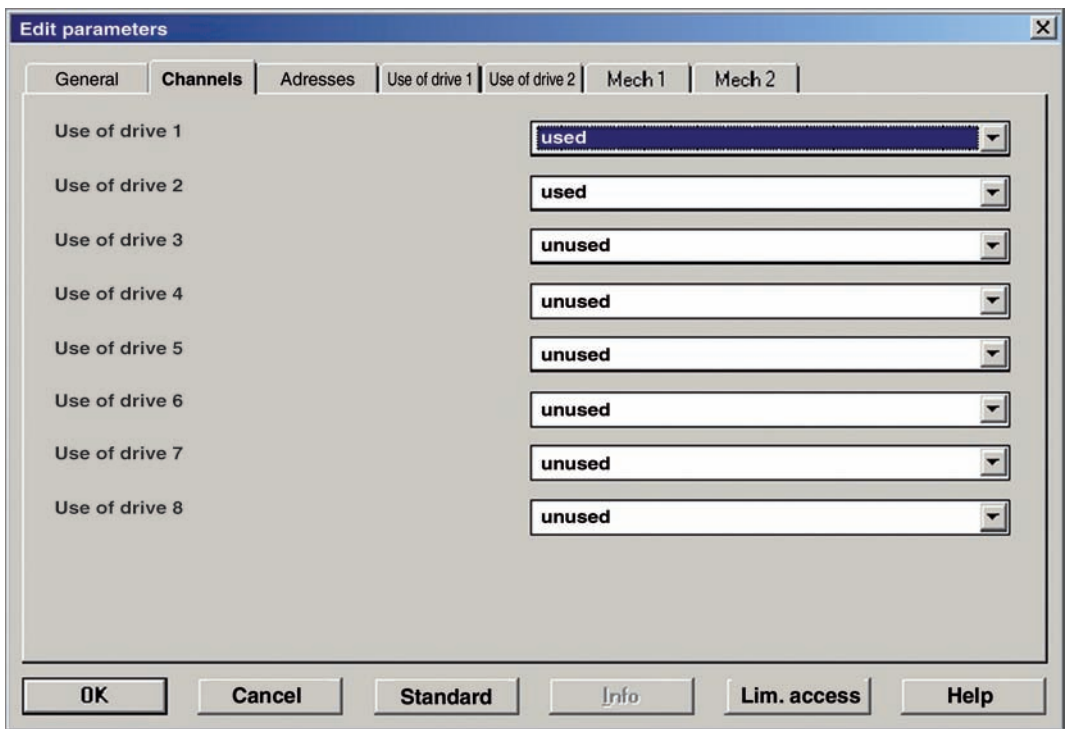 Edit parameters
General Channels Adresses Use of drive 1 Use of drive 2 Mech 1 Mech 2
Use of drive 1 used
Use of drive 2 used
Use of drive 3 unused
Use of drive 4 unused
Use of drive 5 unused
Use of drive 6 unused
Use of drive 7 unused
Use of drive 8 unused
OK Cancel Standard Info Lim. access Help